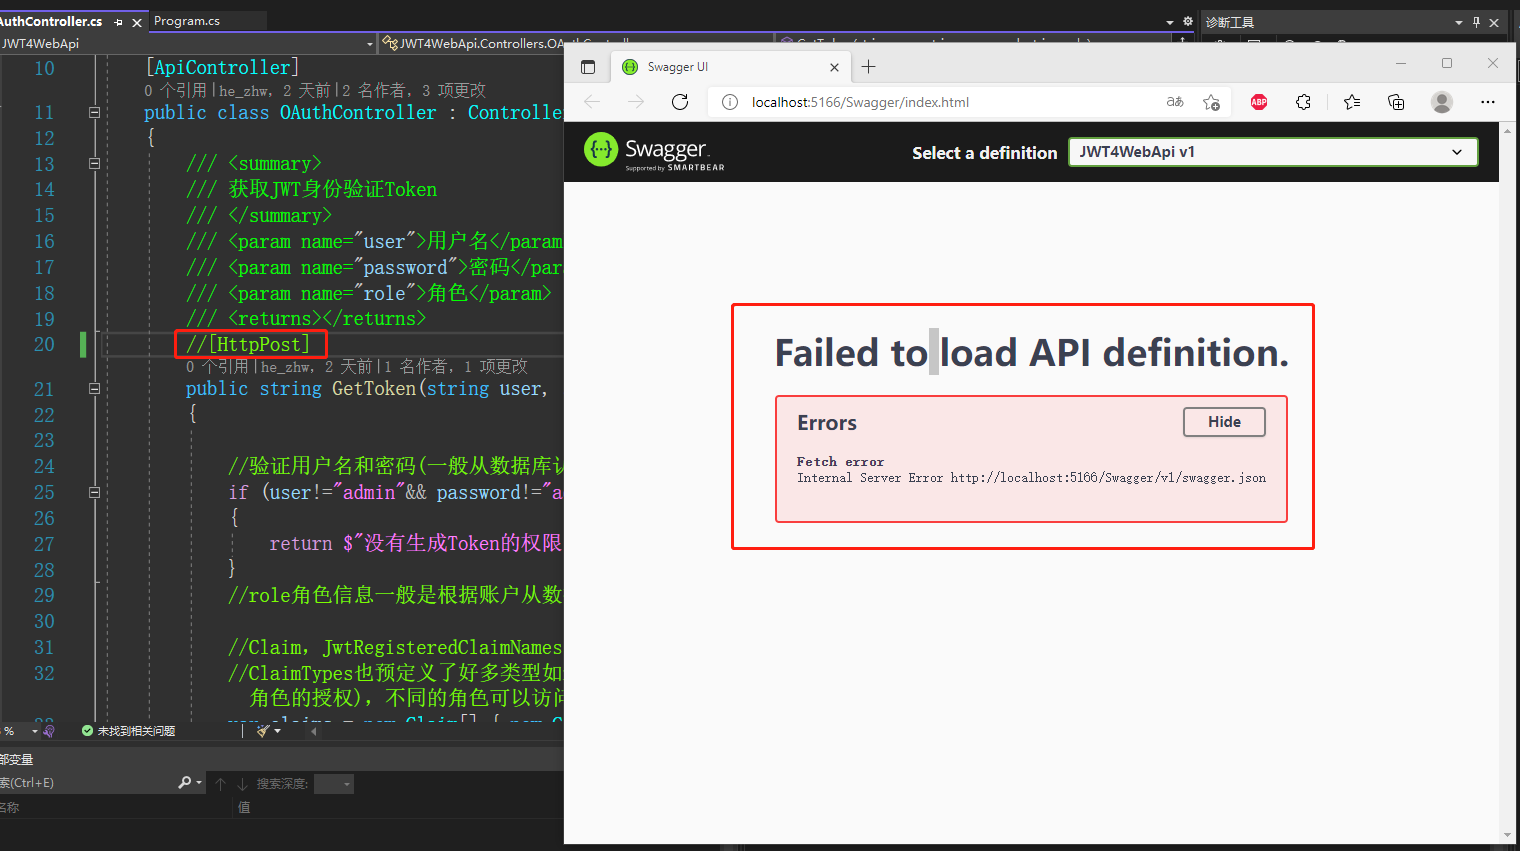 AuthController.cs
Program.cs
诊断工具
JWT4WebApi
JWT4WebApi.Controllers.OA
10 [ApiController]
0 个引用|he_zhw, 2 天前|2 名作者, 3 项更改
11 public class OAuthController : Controlle
12 {
13 /// <summary>
14 /// 获取JWT身份验证Token
15 /// </summary>
16 /// <param name="user">用户名</param
17 /// <param name="password">密码</par
18 /// <param name="role">角色</param>
19 /// <returns></returns>
20 //[HttpPost]
0 个引用|he_zhw, 2 天前|1 名作者, 1 项更改
21 public string GetToken(string user,
22 {
23
24 //验证用户名和密码(一般从数据库认
25 if (user!="admin"&& password!="a
26 {
27 return $"没有生成Token的权限
28 }
29 //role角色信息一般是根据账户从数
30
31 //Claim, JwtRegisteredClaimNames
32 //ClaimTypes也预定义了好多类型如
角色的授权), 不同的角色可以访问
%
未找到相关问题
部变量
索(Ctrl+E)
搜索深度:
名称
值
Swagger UI
localhost:5166/Swagger/index.html
aあ
ABP
Swagger
Supported by SMARTBEAR
Select a definition
JWT4WebApi v1
Failed to load API definition.
Errors
Hide
Fetch error
Internal Server Error http://localhost:5166/Swagger/v1/swagger.json